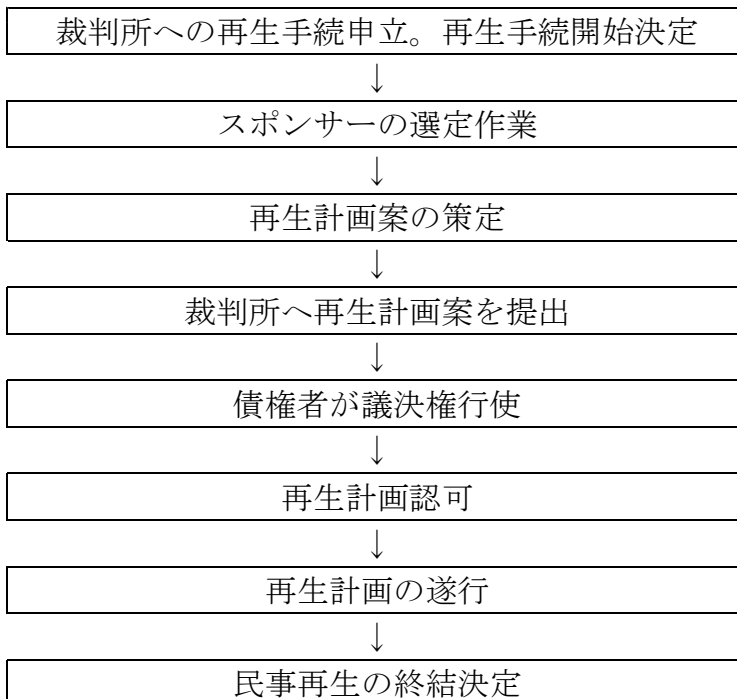 裁判所への再生手続申立。再生手続開始決定
↓
スポンサーの選定作業
↓
再生計画案の策定
↓
裁判所へ再生計画案を提出
↓
債権者が議決権行使
↓
再生計画認可
↓
再生計画の遂行
↓
民事再生の終結決定